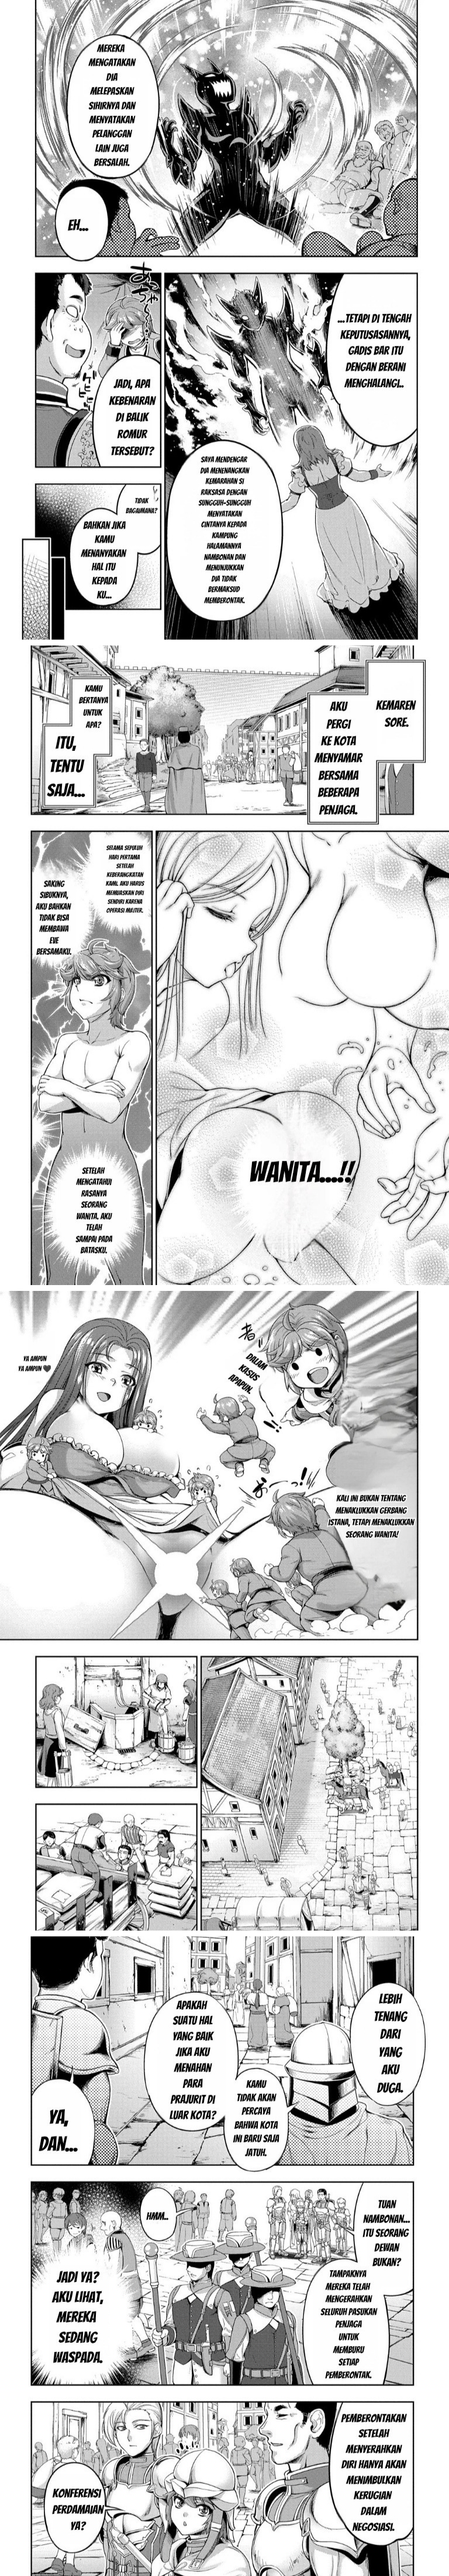 MEREKA
MENGATAKAN
DIA
MELEPASKAN
SIHIRNYA DAN
MENYATAKAN
PELANGGAN
LAIN JUGA
BERSALAH.
EH...
...TETAPI DI TENGAH
KEPUTUSASANNYA,
GADIS BAR ITU
DENGAN BERANI
MENGHALANGI..
SAYA MENDENGAR
DIA MENENANGKAN
KEMARAHAN SI
RAKSASA DENGAN
SUNGGUH-SUNGGUH
MENYATAKAN
CINTANYA KEPADA
KAMPUNG
HALAMANNYA
NAMBONAN DAN
MENUNJUKKAN
DIA TIDAK
BERMAKSUD
MEMBERONTAK.
JADI, APA
KEBENARAN
DI BALIK
ROMUR
TERSEBUT?
TIDAK
BAGAIMANA?
BAHKAN JIKA
KAMU
MENANYAKAN
HAL ITU
KEPADA
KU...
KEMAREN
SORE.
AKU
PERGI
KE KOTA
MENYAMAR
BERSAMA
BEBERAPA
PENJAGA.
KAMU
BERTANYA
UNTUK
APA?
ITU,
TENTU
SAJA...
WANITA....!!
SELAMA SEPULUH
HARI PERTAMA
SETELAH
KEBERANGKATAN
KAMI. AKU HARUS
MEMUASKAN DIRI
SENDIRI KARENA
OPERASI MILITER.
SAKING
SIBUKNYA,
AKU BAHKAN
TIDAK BISA
MEMBAWA
EVE
BERSAMAKU.
SETELAH
MENGATAHUI
RASANYA
SEORANG
WANITA. AKU
TELAH
SAMPAI PADA
BATASKU.
DALAM
KASUS
APAPUN.
YA AMPUN
YA AMPUN ♥
KALI INI BUKAN TENTANG
MENAKLUKKAN GERBANG
ISTANA, TETAPI MENAKLUKKAN
SEORANG WANITA!
LEBIH
TENANG
DARI
YANG
AKU
DUGA.
KAMU
TIDAK AKAN
PERCAYA
BAHWA KOTA
INI BARU SAJA
JATUH.
APAKAH
SUATU HAL
YANG BAIK
JIKA AKU
MENAHAN
PARA
PRAJURIT DI
LUAR KOTA?
YA,
DAN...
TUAN
NAMBONAN...
ITU SEORANG
DEWAN
BUKAN?
TAMPAKNYA
MEREKA TELAH
MENGERAHKAN
SELURUH PASUKAN
PENJAGA
UNTUK
MEMBURU
SETIAP
PEMBERONTAK.
HMM..
JADI YA?
AKU LIHAT,
MEREKA
SEDANG
WASPADA.
PEMBERONTAKAN
SETELAH
MENYERAHKAN
DIRI HANYA AKAN
MENIMBULKAN
KERUGIAN
DALAM
NEGOSIASI.
KONFERENSI
PERDAMAIAN
YA?